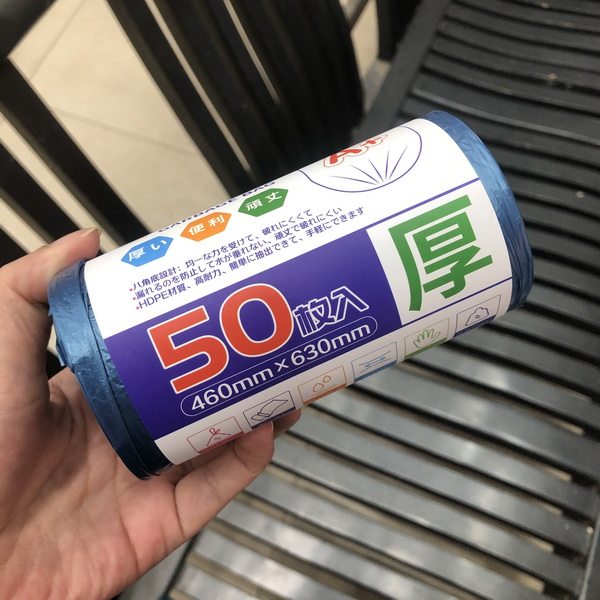 A+
厚い 便利 頑丈
・八角底設計：均一な力を受けて、破れにくくて
・漏れるのを防止して水が垂れない、頑丈で破れにくい
・HDPE材質、高耐力、簡単に抽出できて、手軽にできます
50枚入
厚
460mm×630mm